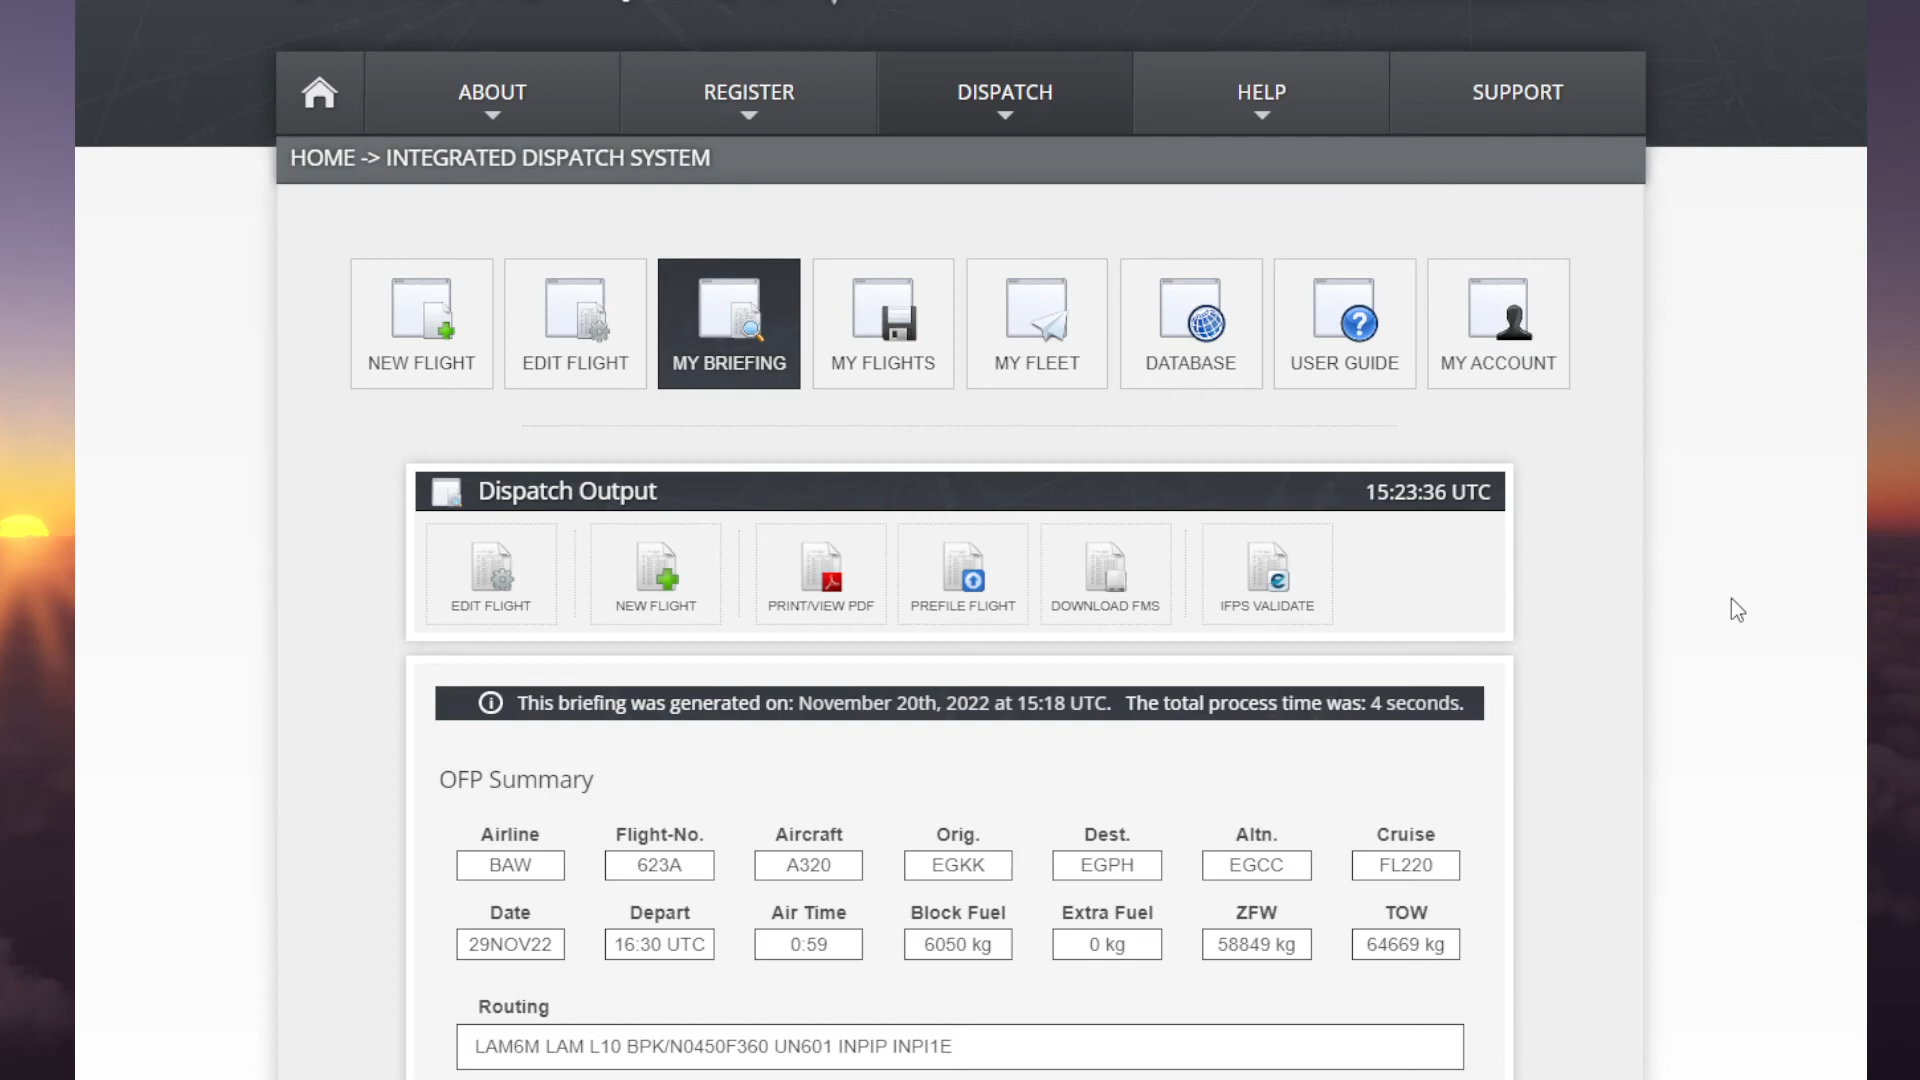 ABOUT REGISTER DISPATCH HELP SUPPORT
HOME -> INTEGRATED DISPATCH SYSTEM
NEW FLIGHT EDIT FLIGHT MY BRIEFING MY FLIGHTS MY FLEET DATABASE USER GUIDE MY ACCOUNT
Dispatch Output 15:23:36 UTC
EDIT FLIGHT NEW FLIGHT PRINT/VIEW PDF PREFILE FLIGHT DOWNLOAD FMS IFPS VALIDATE
This briefing was generated on: November 20th, 2022 at 15:18 UTC. The total process time was: 4 seconds.
OFP Summary
Airline Flight-No. Aircraft Orig. Dest. Altn. Cruise
BAW 623A A320 EGKK EGPH EGCC FL220
Date Depart Air Time Block Fuel Extra Fuel ZFW TOW
29NOV22 16:30 UTC 0:59 6050 kg 0 kg 58849 kg 64669 kg
Routing
LAM6M LAM L10 BPK/N0450F360 UN601 INPIP INPI1E